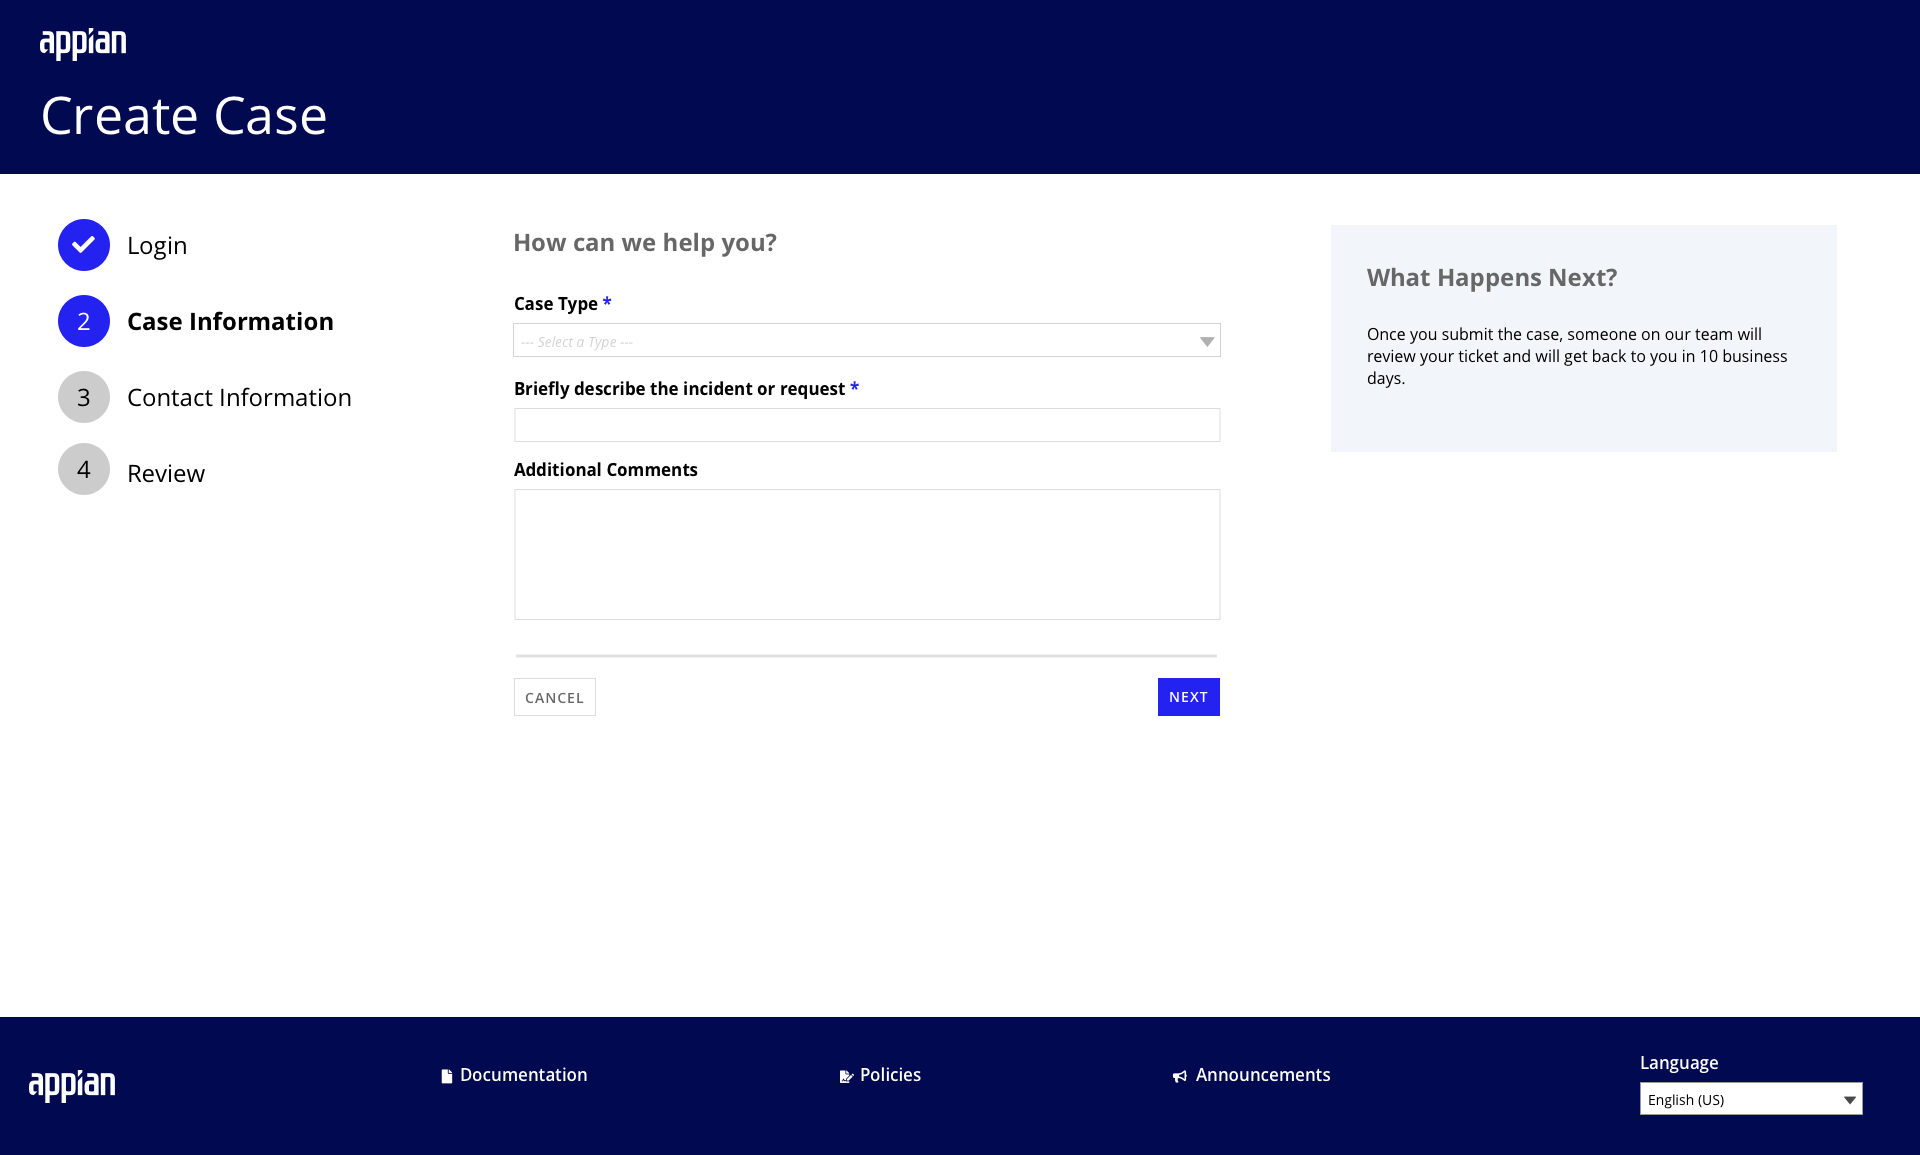 appian
Create Case
Login
2 Case Information
3 Contact Information
4 Review
How can we help you?
Case Type *
--- Select a Type ---
Briefly describe the incident or request *
Additional Comments
CANCEL
NEXT
What Happens Next?
Once you submit the case, someone on our team will
review your ticket and will get back to you in 10 business
days.
appian
Documentation
Policies
Announcements
Language
English (US)